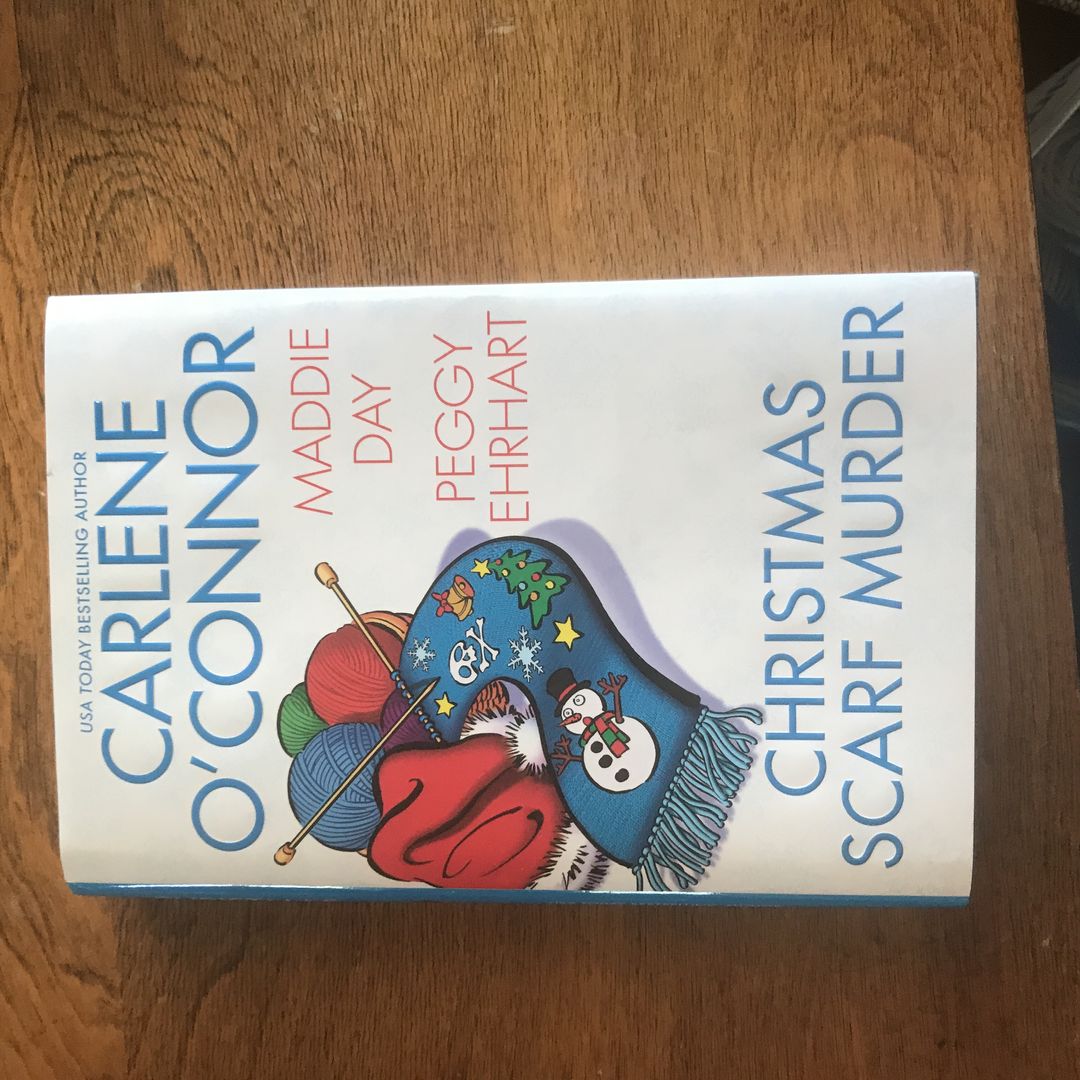 USA TODAY BESTSELLING AUTHOR
CARLENE
O'CONNOR
MADDIE
DAY
PEGGY
EHRHART
CHRISTMAS
SCARF MURDER